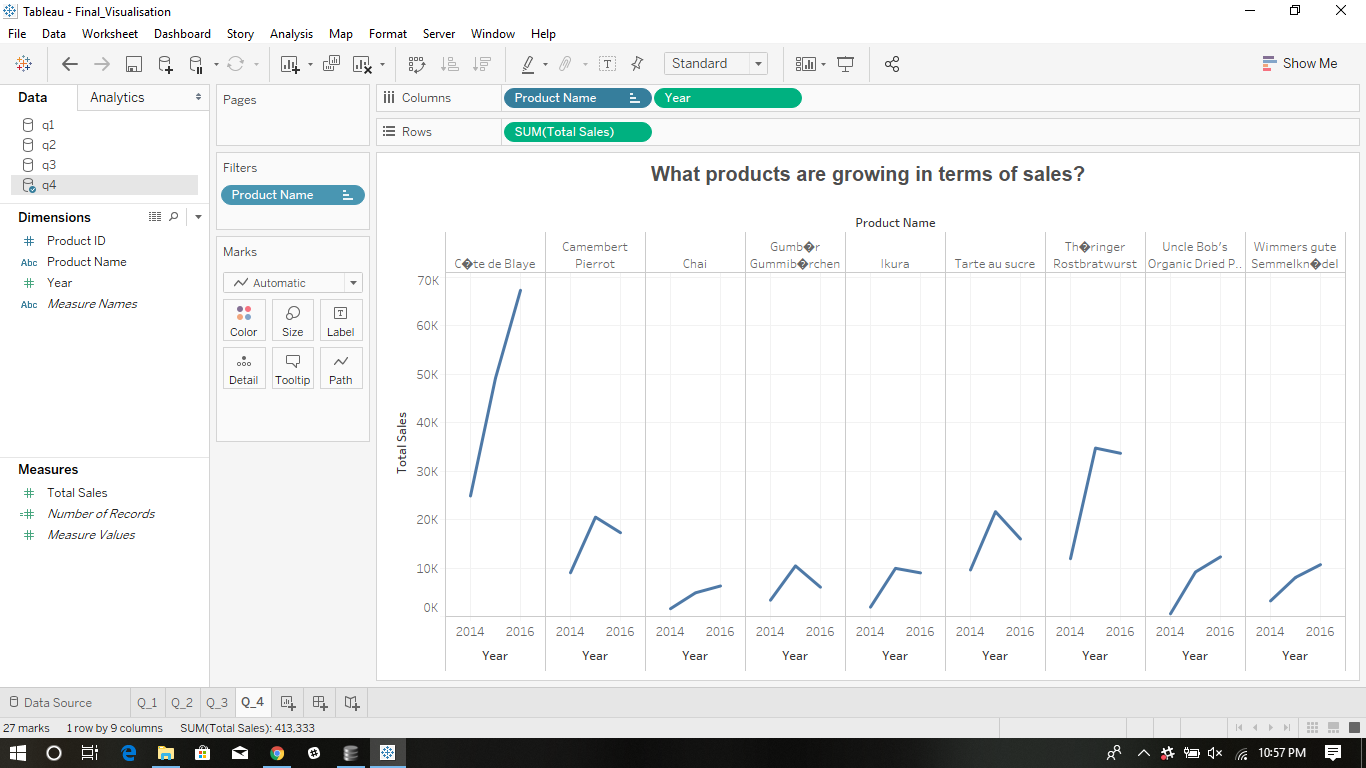 Tableau - Final_Visualisation
File Data Worksheet Dashboard Story Analysis Map Format Server Window Help
Standard
Show Me
Data Analytics
q1
q2
q3
q4
Dimensions
Product ID
Abc Product Name
Year
Abc Measure Names
Measures
Total Sales
Number of Records
Measure Values
Pages
Filters
Product Name
Marks
Automatic
Color Size Label
Detail Tooltip Path
Columns Product Name Year
Rows SUM(Total Sales)
What products are growing in terms of sales?
Product Name
C�te de Blaye
Camembert
Pierrot
Chai
Gumb�r
Gummib�rchen
Ikura
Tarte au sucre
Th�ringer
Rostbratwurst
Uncle Bob's
Organic Dried P..
Wimmers gute
Semmelkn�del
Total Sales
70K
60K
50K
40K
30K
20K
10K
0K
2014 2016 2014 2016 2014 2016 2014 2016 2014 2016 2014 2016 2014 2016 2014 2016 2014 2016
Year Year Year Year Year Year Year Year Year
Data Source Q_1 Q_2 Q_3 Q_4
27 marks 1 row by 9 columns SUM(Total Sales): 413,333
10:57 PM